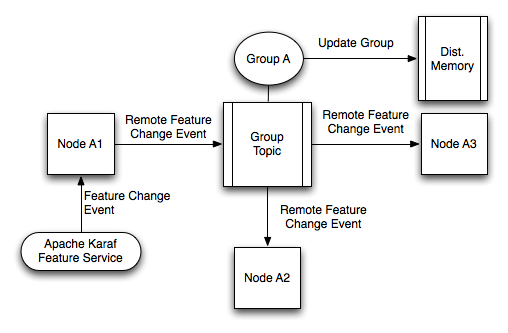 Group A
Update Group
Dist.
Memory
Node A1
Remote Feature
Change Event
Group
Topic
Remote Feature
Change Event
Node A3
Feature Change
Event
Remote Feature
Change Event
Apache Karaf
Feature Service
Node A2